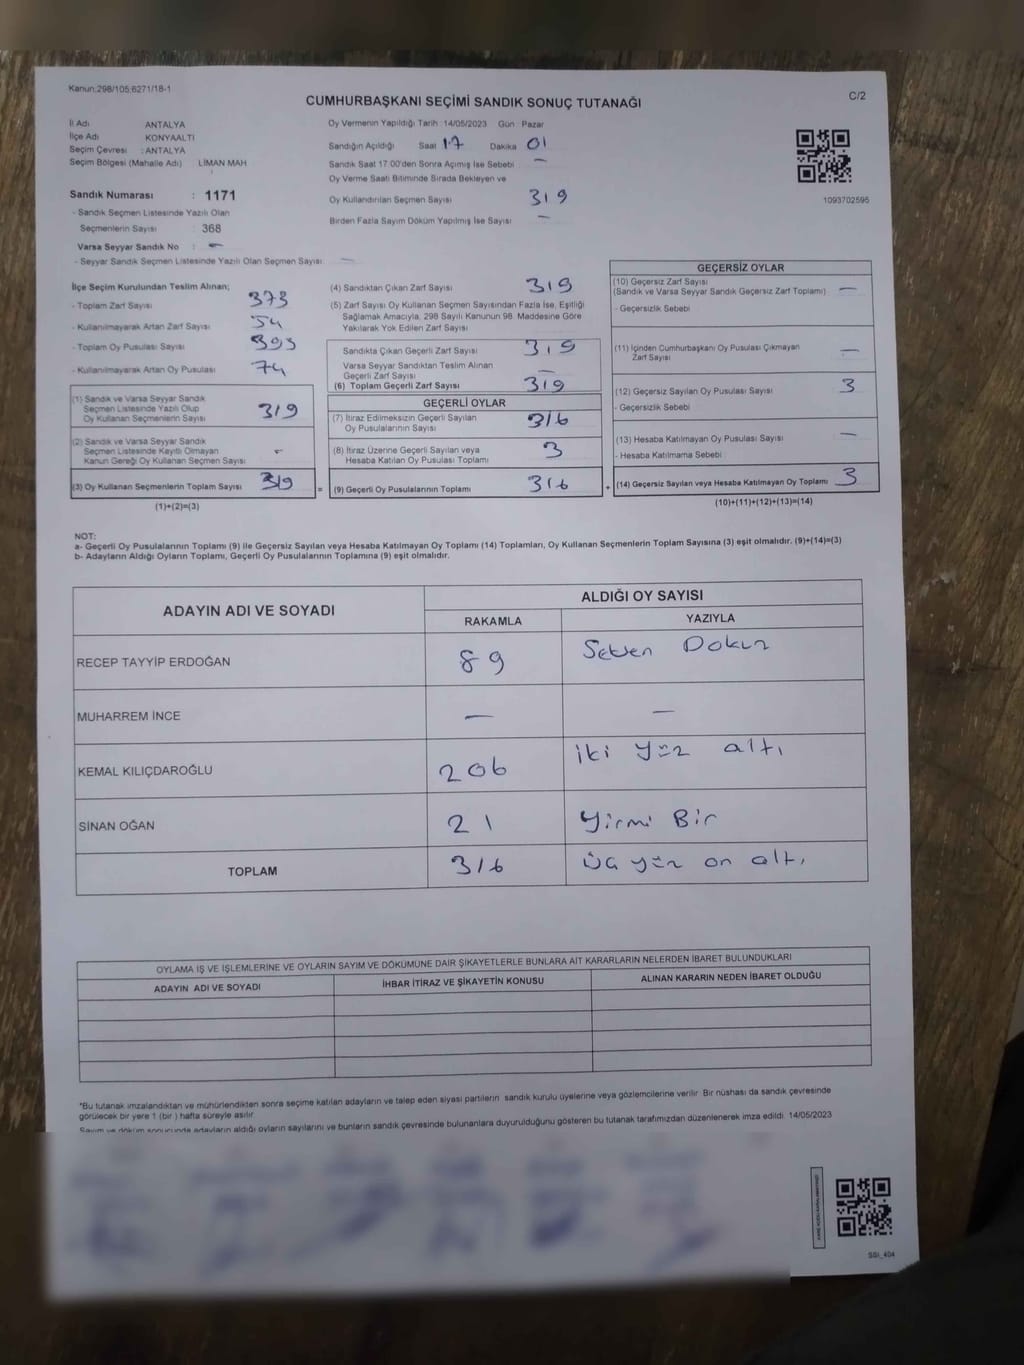 Kanun:298/105;6271/18-1
C/2
CUMHURBAŞKANI SEÇİMİ SANDIK SONUÇ TUTANAĞI
İl Adı ANTALYA
İlçe Adı KONYAALTI
Seçim Çevresi : ANTALYA
Seçim Bölgesi (Mahalle Adı) LİMAN MAH
Sandık Numarası : 1171
- Sandık Seçmen Listesinde Yazılı Olan
Seçmenlerin Sayısı : 368
Varsa Seyyar Sandık No : -
- Seyyar Sandık Seçmen Listesinde Yazılı Olan Seçmen Sayısı: -
Oy Vermenin Yapıldığı Tarih :14/05/2023 Gün : Pazar
Sandığın Açıldığı Saat 17 Dakika 01
Sandık Saat 17.00'den Sonra Açılmış İse Sebebi -
Oy Verme Saati Bitiminde Sırada Bekleyen ve
Oy Kullandırılan Seçmen Sayısı 319
Birden Fazla Sayım Döküm Yapılmış İse Sayısı : -
1093702595
İlçe Seçim Kurulundan Teslim Alınan;
- Toplam Zarf Sayısı 373
- Kullanılmayarak Artan Zarf Sayısı 54
- Toplam Oy Pusulası Sayısı 393
- Kullanılmayarak Artan Oy Pusulası 74
(1) Sandık ve Varsa Seyyar Sandık
Seçmen Listesinde Yazılı Olup
Oy Kullanan Seçmenlerin Sayısı 319
(2) Sandık ve Varsa Seyyar Sandık
Seçmen Listesinde Kayıtlı Olmayan
Kanun Gereği Oy Kullanan Seçmen Sayısı -
(3) Oy Kullanan Seçmenlerin Toplam Sayısı 319
(1)+(2)=(3)
(4) Sandıktan Çıkan Zarf Sayısı 319
(5) Zarf Sayısı Oy Kullanan Seçmen Sayısından Fazla İse, Eşitliği
Sağlamak Amacıyla, 298 Sayılı Kanunun 98. Maddesine Göre
Yakılarak Yok Edilen Zarf Sayısı
Sandıkta Çıkan Geçerli Zarf Sayısı 319
Varsa Seyyar Sandıktan Teslim Alınan
Geçerli Zarf Sayısı -
(6) Toplam Geçerli Zarf Sayısı 319
GEÇERLİ OYLAR
(7) İtiraz Edilmeksizin Geçerli Sayılan
Oy Pusulalarının Sayısı 316
(8) İtiraz Üzerine Geçerli Sayılan veya
Hesaba Katılan Oy Pusulası Toplamı 3
= (9) Geçerli Oy Pusulalarının Toplamı 316
GEÇERSİZ OYLAR
(10) Geçersiz Zarf Sayısı
(Sandık ve Varsa Seyyar Sandık Geçersiz Zarf Toplamı) -
- Geçersizlik Sebebi
(11) İçinden Cumhurbaşkanı Oy Pusulası Çıkmayan
Zarf Sayısı -
(12) Geçersiz Sayılan Oy Pusulası Sayısı 3
- Geçersizlik Sebebi
(13) Hesaba Katılmayan Oy Pusulası Sayısı -
- Hesaba Katılmama Sebebi
+ (14) Geçersiz Sayılan veya Hesaba Katılmayan Oy Toplamı 3
(10)+(11)+(12)+(13)=(14)
NOT:
a- Geçerli Oy Pusulalarının Toplamı (9) ile Geçersiz Sayılan veya Hesaba Katılmayan Oy Toplamı (14) Toplamları, Oy Kullanan Seçmenlerin Toplam Sayısına (3) eşit olmalıdır. (9)+(14)=(3)
b- Adayların Aldığı Oyların Toplamı, Geçerli Oy Pusulalarının Toplamına (9) eşit olmalıdır.
ADAYIN ADI VE SOYADI
ALDIĞI OY SAYISI
RAKAMLA YAZIYLA
RECEP TAYYİP ERDOĞAN 89 Seksen Dokuz
MUHARREM İNCE - -
KEMAL KILIÇDAROĞLU 206 iki yüz altı
SİNAN OĞAN 21 Yirmi Bir
TOPLAM 316 Üç yüz on altı
OYLAMA İŞ VE İŞLEMLERİNE VE OYLARIN SAYIM VE DÖKÜMÜNE DAİR ŞİKAYETLERLE BUNLARA AİT KARARLARIN NELERDEN İBARET BULUNDUKLARI
ADAYIN ADI VE SOYADI İHBAR İTİRAZ VE ŞİKAYETİN KONUSU ALINAN KARARIN NEDEN İBARET OLDUĞU
*Bu tutanak imzalandıktan ve mühürlendikten sonra seçime katılan adayların ve talep eden siyasi partilerin sandık kurulu üyelerine veya gözlemcilerine verilir. Bir nüshası da sandık çevresinde
görülecek bir yere 1 (bir ) hafta süreyle asılır.
Sayım ve döküm sonucunda adayların aldığı oyların sayılarını ve bunların sandık çevresinde bulunanlara duyurulduğunu gösteren bu tutanak tarafımızdan düzenlenerek imza edildi. 14/05/2023
SSI_404